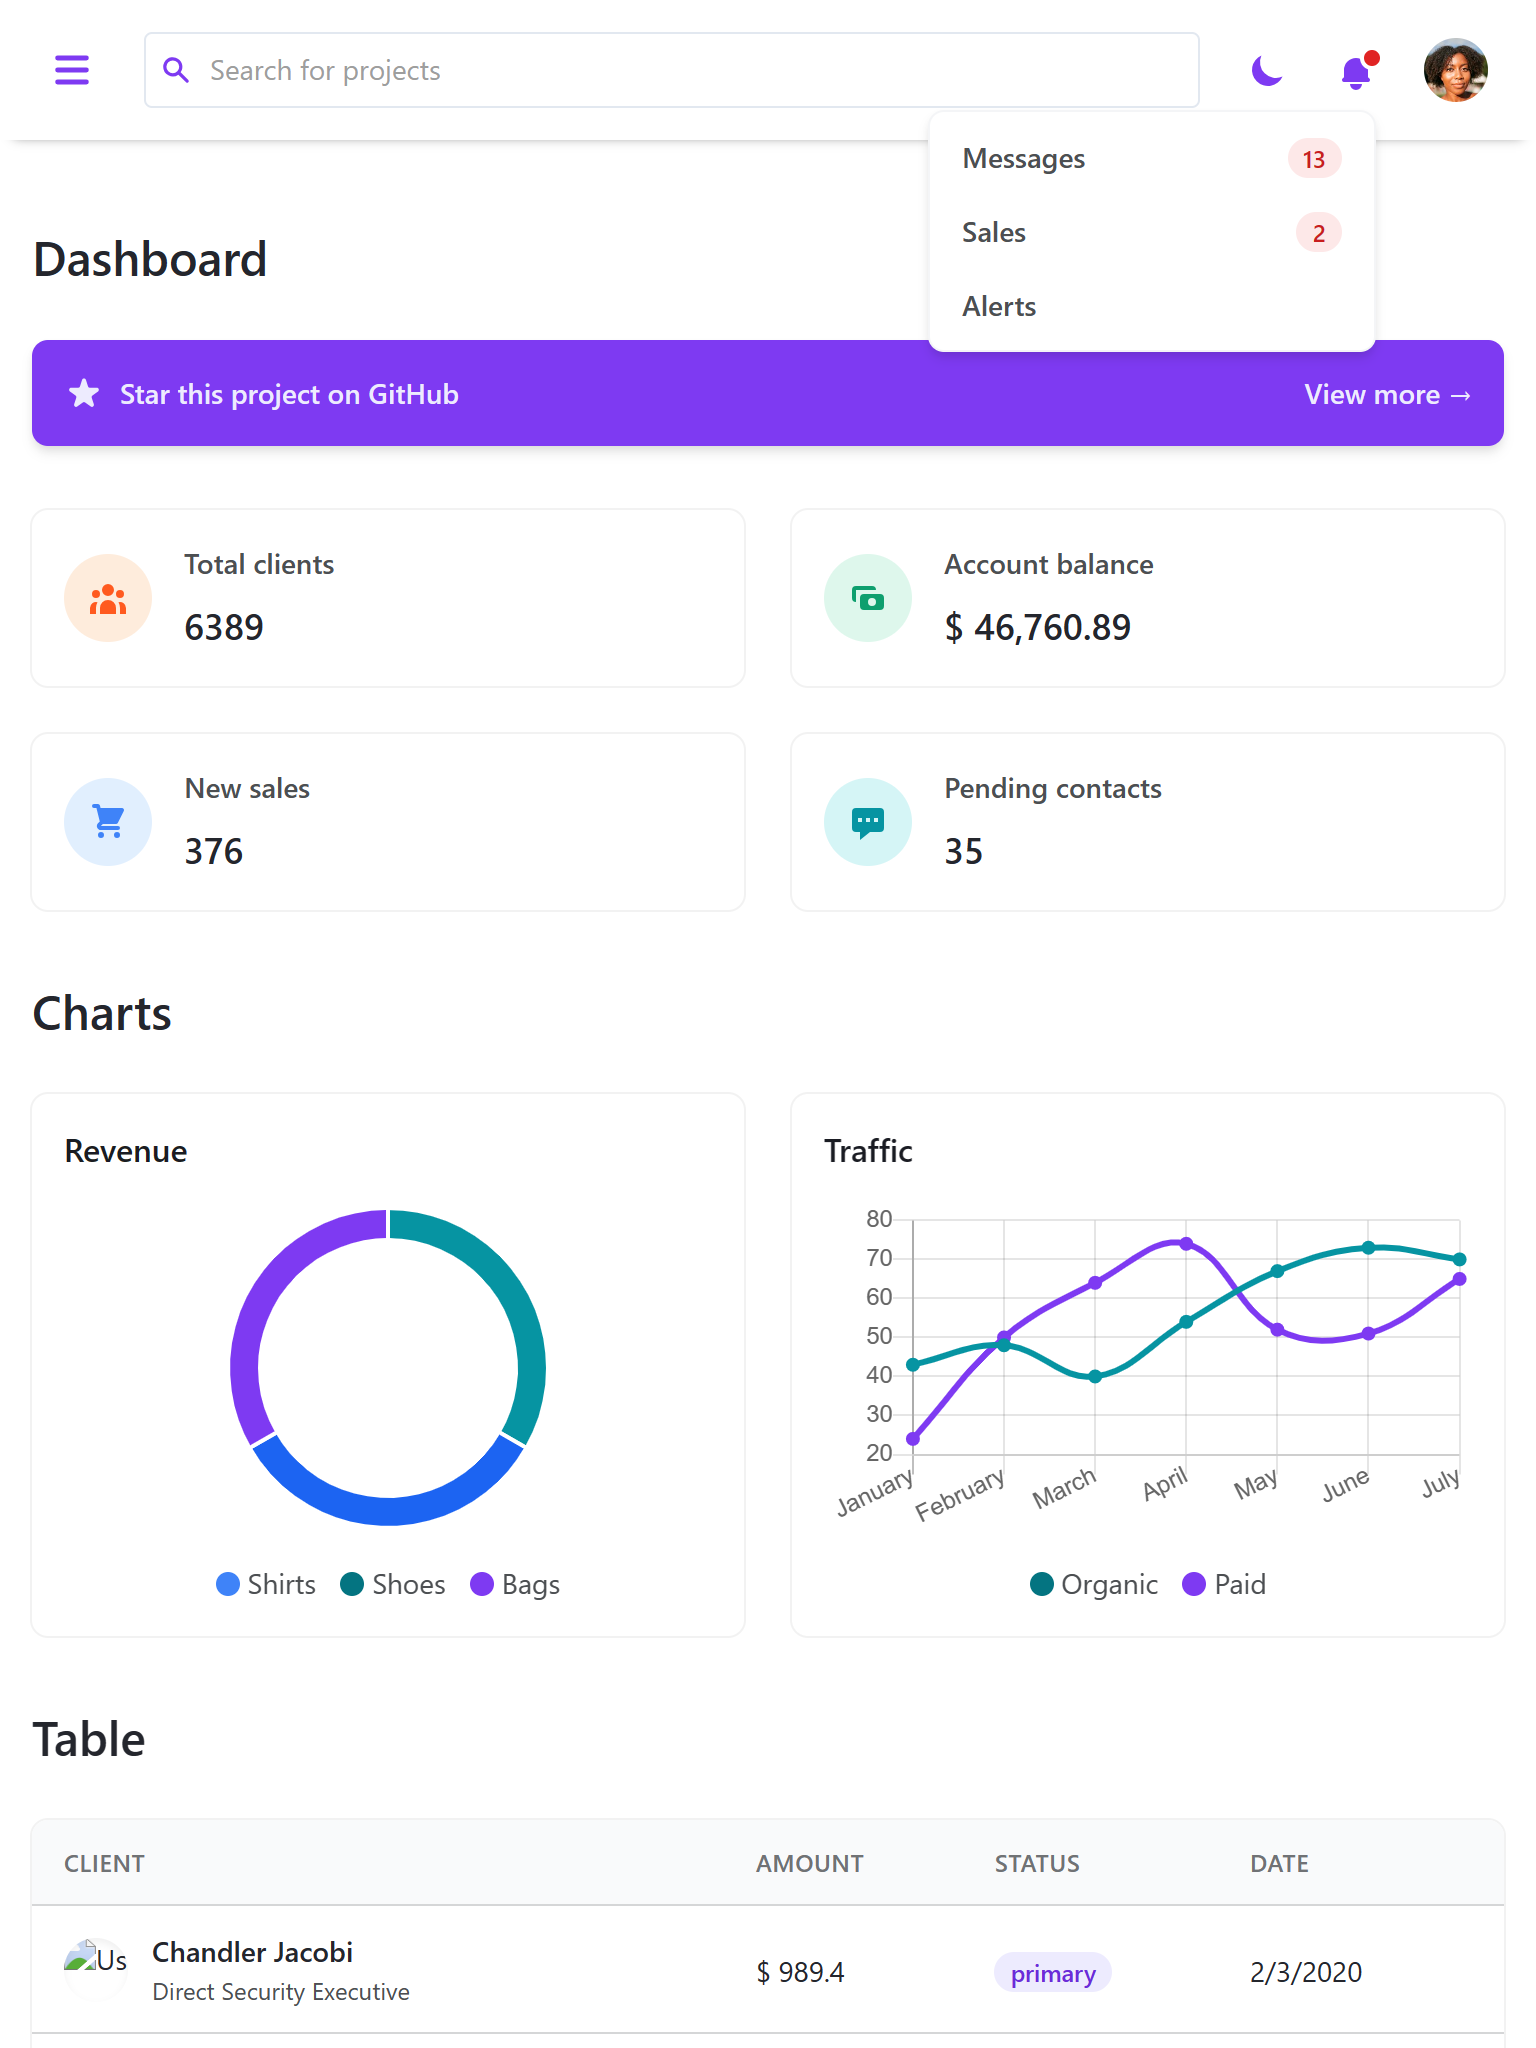 Search for projects
Messages 13
Sales 2
Alerts
Dashboard
Star this project on GitHub
View more →
Total clients
6389
Account balance
$ 46,760.89
New sales
376
Pending contacts
35
Charts
Revenue
Shirts Shoes Bags
Traffic
80
70
60
50
40
30
20
January February March April May June July
Organic Paid
Table
CLIENT AMOUNT STATUS DATE
Us
Chandler Jacobi
Direct Security Executive
$ 989.4
primary
2/3/2020